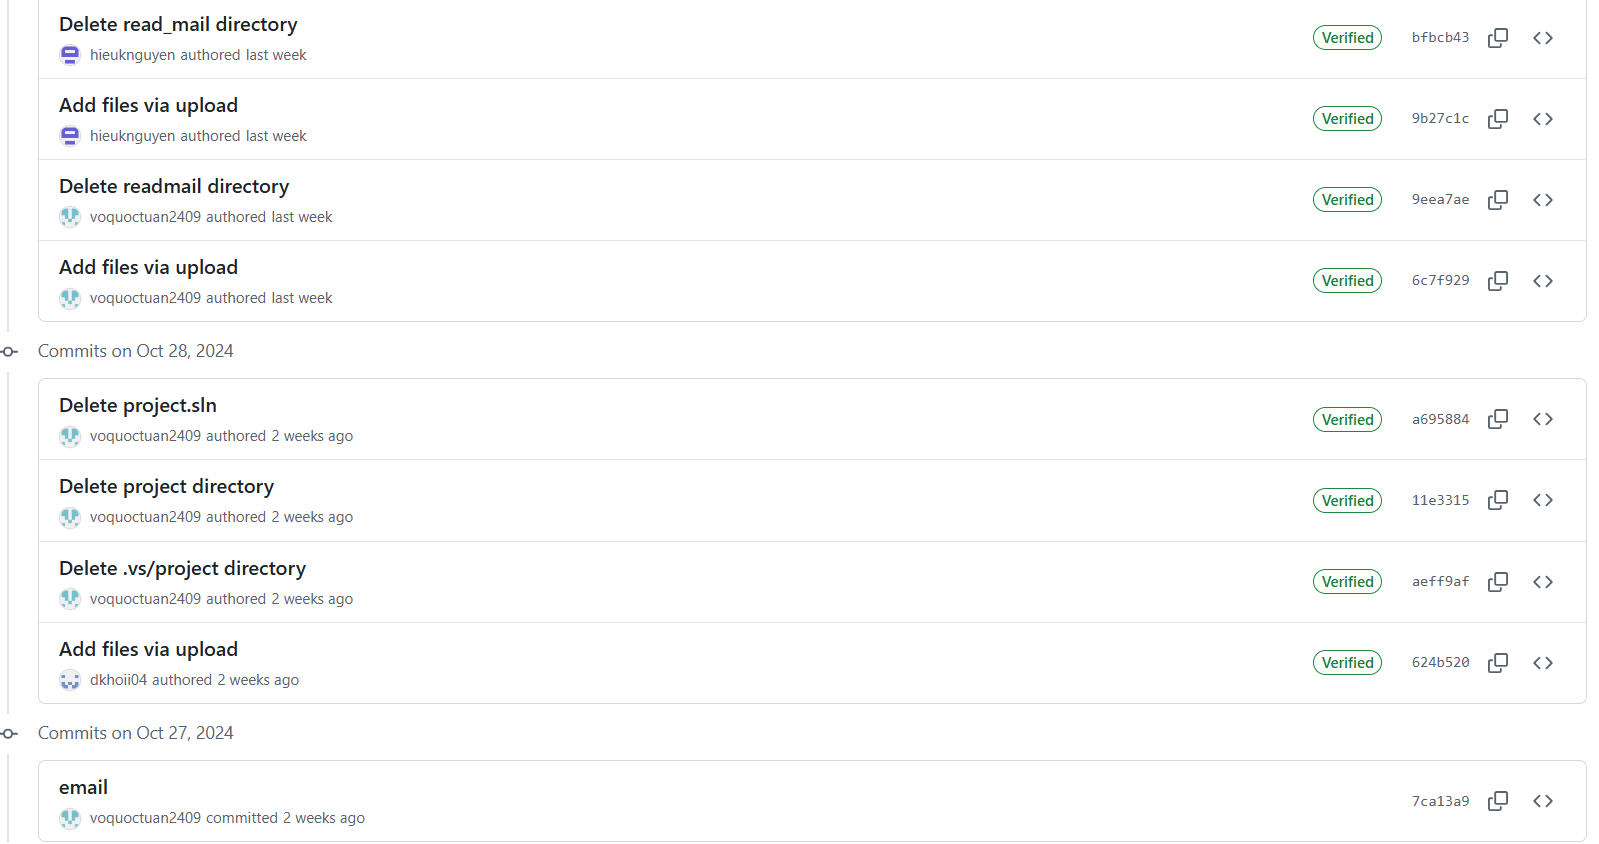 Delete read_mail directory
Verified
bfbcb43
hieuknguyen authored last week
Add files via upload
Verified
9b27c1c
hieuknguyen authored last week
Delete readmail directory
Verified
9eea7ae
voquoctuan2409 authored last week
Add files via upload
Verified
6c7f929
voquoctuan2409 authored last week
Commits on Oct 28, 2024
Delete project.sln
Verified
a695884
voquoctuan2409 authored 2 weeks ago
Delete project directory
Verified
11e3315
voquoctuan2409 authored 2 weeks ago
Delete .vs/project directory
Verified
aeff9af
voquoctuan2409 authored 2 weeks ago
Add files via upload
Verified
624b520
dkhoii04 authored 2 weeks ago
Commits on Oct 27, 2024
email
7ca13a9
voquoctuan2409 committed 2 weeks ago